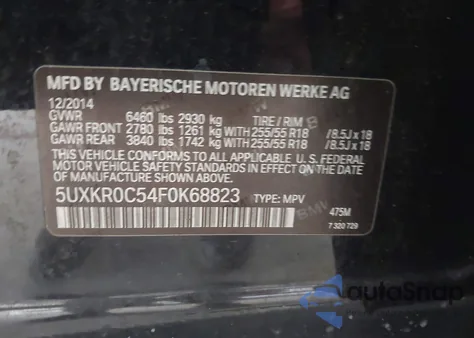 MFD BY BAYERISCHE MOTOREN WERKE AG
12/2014
GVWR 6460 lbs 2930 kg TIRE / RIM
GAWR FRONT 2780 lbs 1261 kg WITH 255/55 R18 /8.5J x 18
GAWR REAR 3840 lbs 1742 kg WITH 255/55 R18 /8.5J x 18
THIS VEHICLE CONFORMS TO ALL APPLICABLE U. S. FEDERAL
MOTOR VEHICLE SAFETY STANDARDS IN EFFECT ON THE
DATE OF MANUFACTURE SHOWN ABOVE.
5UXKR0C54F0K68823 TYPE: MPV
475M
7 320 729
autoSnap